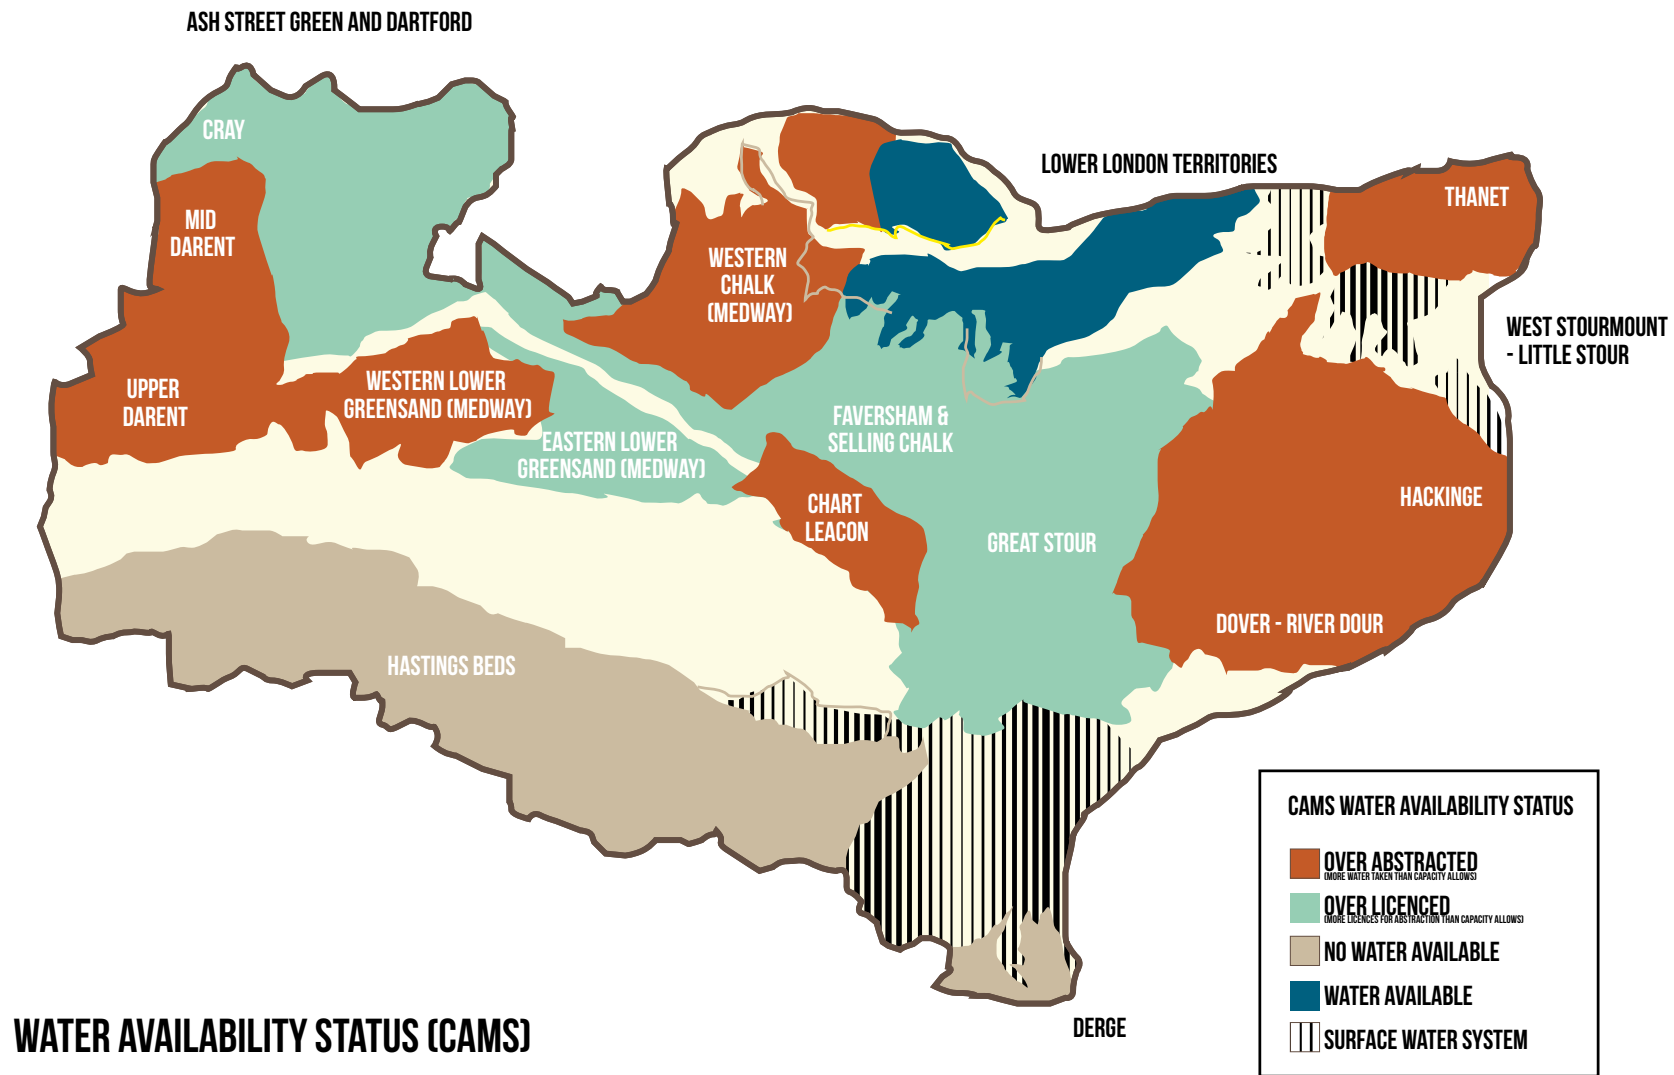 ASH STREET GREEN AND DARTFORD
CRAY
LOWER LONDON TERRITORIES
THANET
MID
DARENT
WESTERN
CHALK
(MEDWAY)
WEST STOURMOUNT
- LITTLE STOUR
UPPER
DARENT
WESTERN LOWER
GREENSAND (MEDWAY)
FAVERSHAM &
SELLING CHALK
EASTERN LOWER
GREENSAND (MEDWAY)
CHART
LEACON
HACKINGE
GREAT STOUR
DOVER - RIVER DOUR
HASTINGS BEDS
CAMS WATER AVAILABILITY STATUS
OVER ABSTRACTED
(MORE WATER TAKEN THAN CAPACITY ALLOWS)
OVER LICENCED
(MORE LICENCES FOR ABSTRACTION THAN CAPACITY ALLOWS)
NO WATER AVAILABLE
WATER AVAILABLE
SURFACE WATER SYSTEM
DERGE
WATER AVAILABILITY STATUS (CAMS)